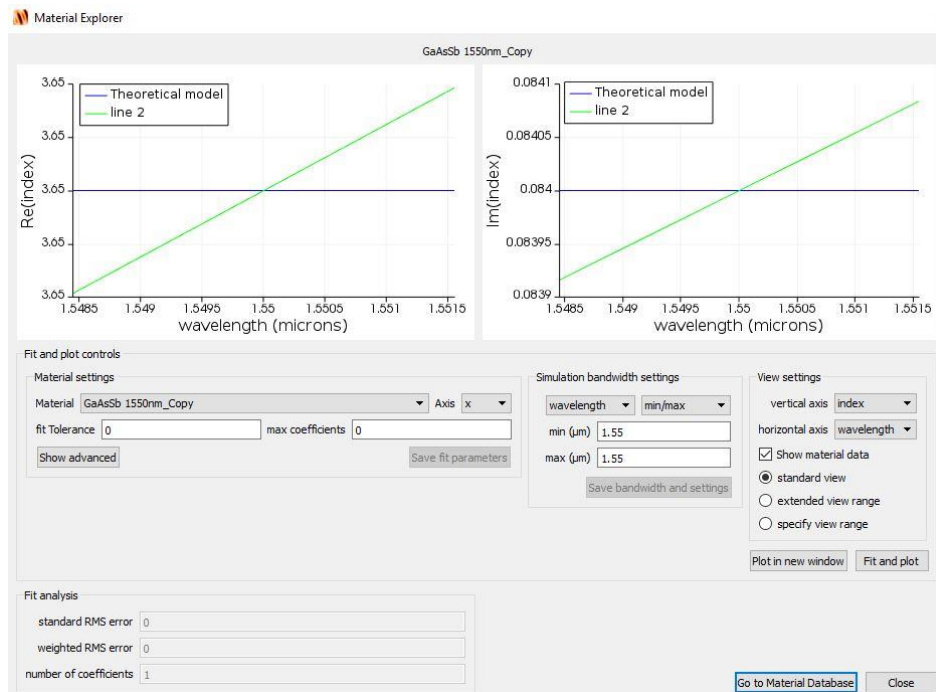 Material Explorer
GaAsSb 1550nm_Copy
3.65
3.65
3.65
3.65
3.65
Re(index)
Theoretical model
line 2
1.5485 1.549 1.5495 1.55 1.5505 1.551 1.5515
wavelength (microns)
0.0841
0.08405
0.084
0.08395
0.0839
Im(index)
Theoretical model
line 2
1.5485 1.549 1.5495 1.55 1.5505 1.551 1.5515
wavelength (microns)
Fit and plot controls
Material settings
Material GaAsSb 1550nm_Copy Axis x
fit Tolerance 0 max coefficients 0
Show advanced Save fit parameters
Simulation bandwidth settings
wavelength min/max
min (µm) 1.55
max (µm) 1.55
Save bandwidth and settings
View settings
vertical axis index
horizontal axis wavelength
Show material data
standard view
extended view range
specify view range
Plot in new window Fit and plot
Fit analysis
standard RMS error 0
weighted RMS error 0
number of coefficients 1
Go to Material Database Close